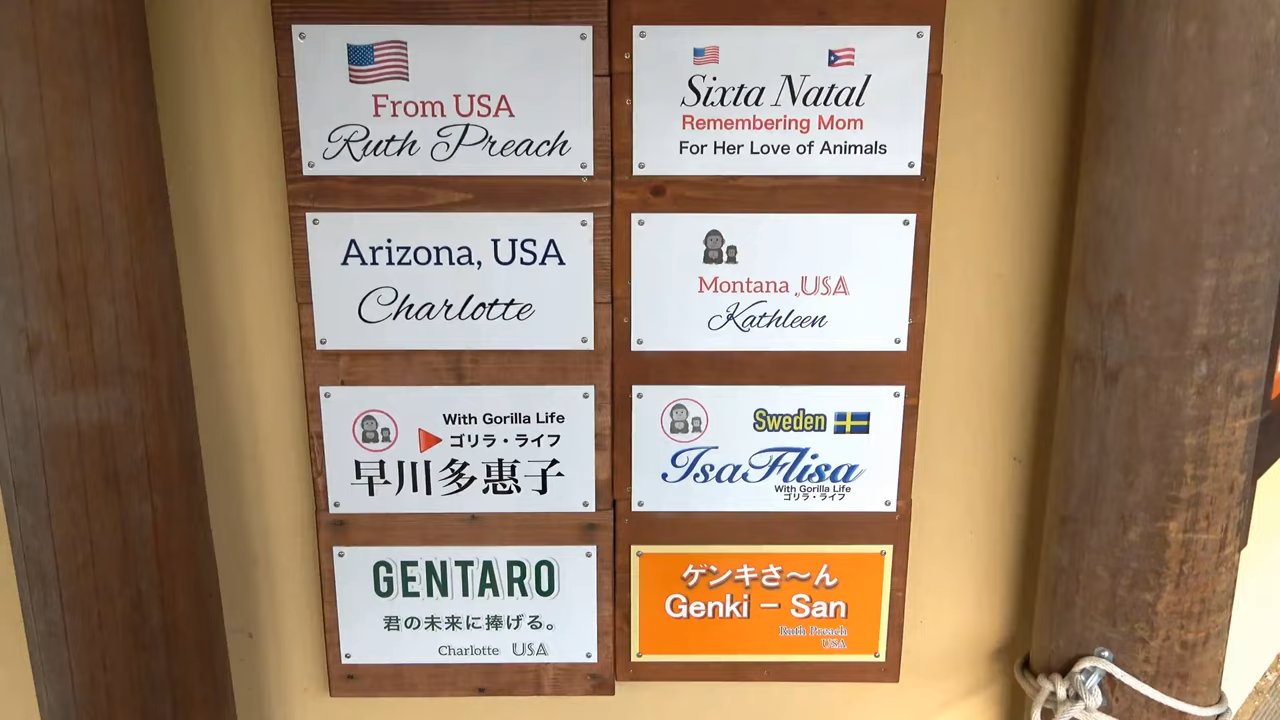 From USA
Ruth Preach
Sixta Natal
Remembering Mom
For Her Love of Animals
Arizona, USA
Charlotte
Montana ,USA
Kathleen
With Gorilla Life
ゴリラ・ライフ
早川多惠子
Sweden
IsaFlisa
With Gorilla Life
ゴリラ・ライフ
GENTARO
君の未来に捧げる。
Charlotte USA
ゲンキさ〜ん
Genki - San
Ruth Preach
USA